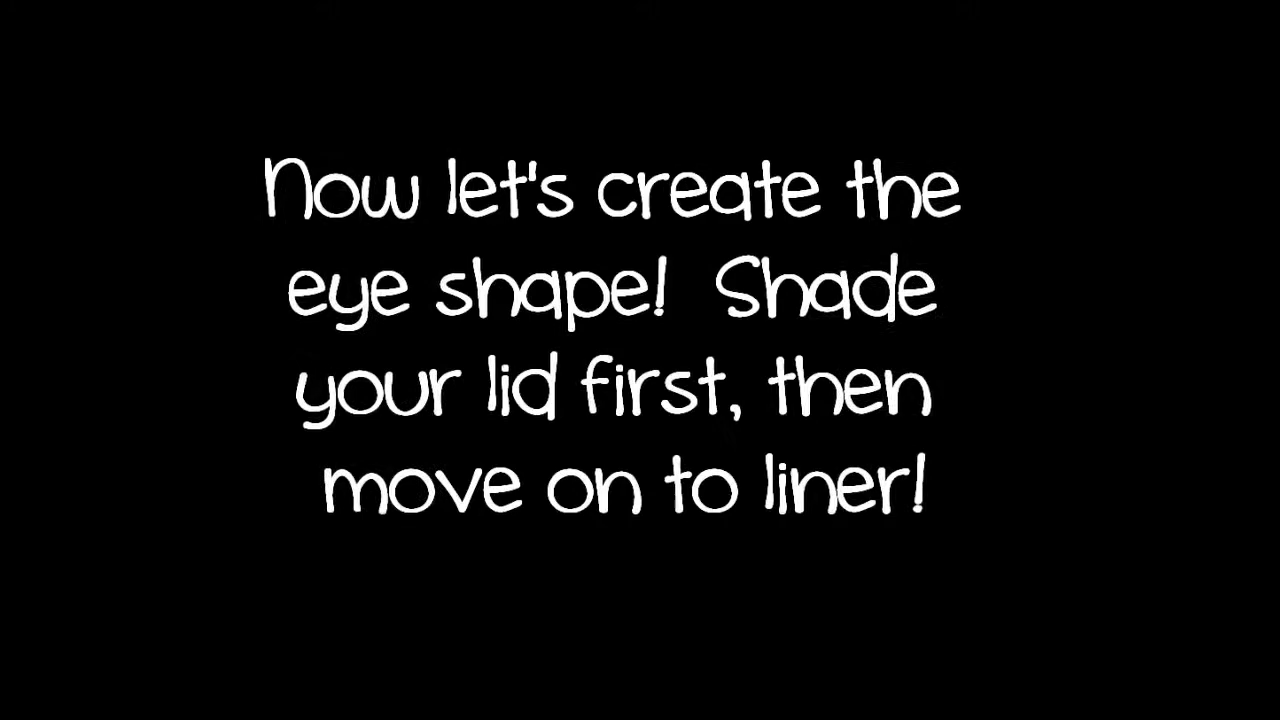 Now let's create the
eye shape!  Shade
your lid first, then
move on to liner!